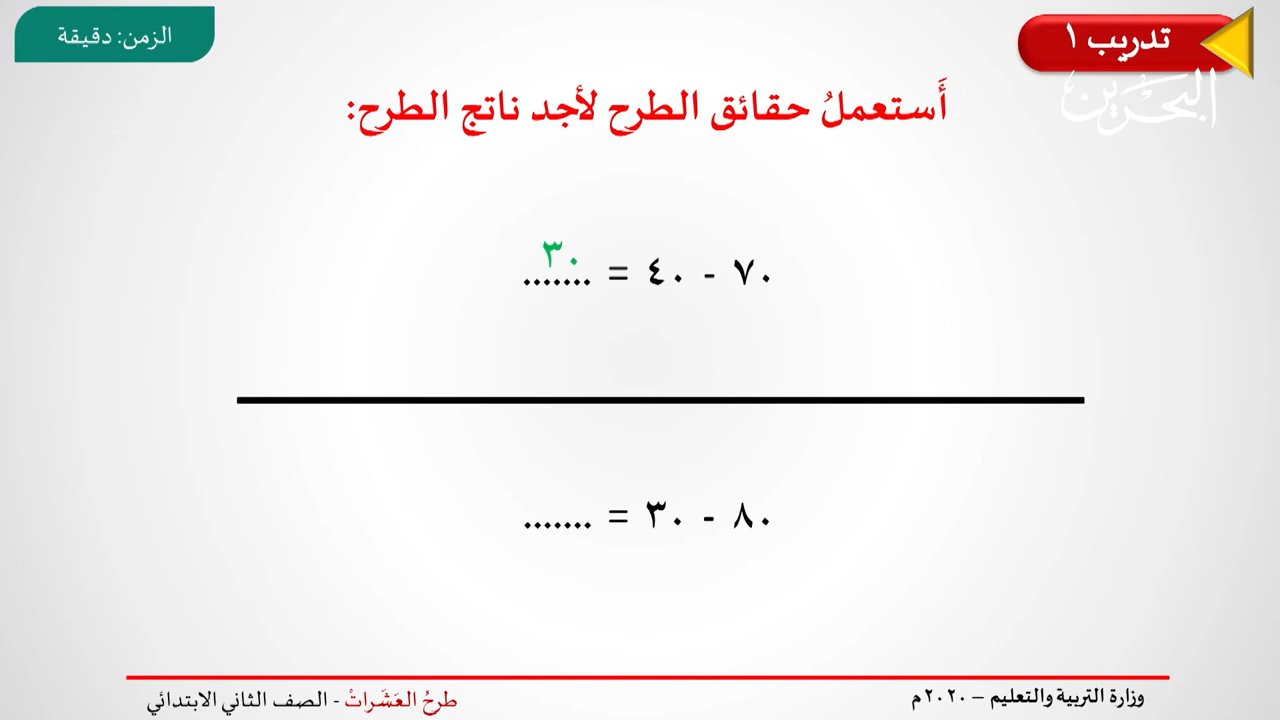 تدريب ١
الزمن: دقيقة
البحرين
أَستعملُ حقائق الطرح لأجد ناتج الطرح:
٧٠ - ٤٠ = .......٣٠
٨٠ - ٣٠ = .......
وزارة التربية والتعليم – ٢٠٢٠م
طرحُ العَشَراتْ - الصف الثاني الابتدائي